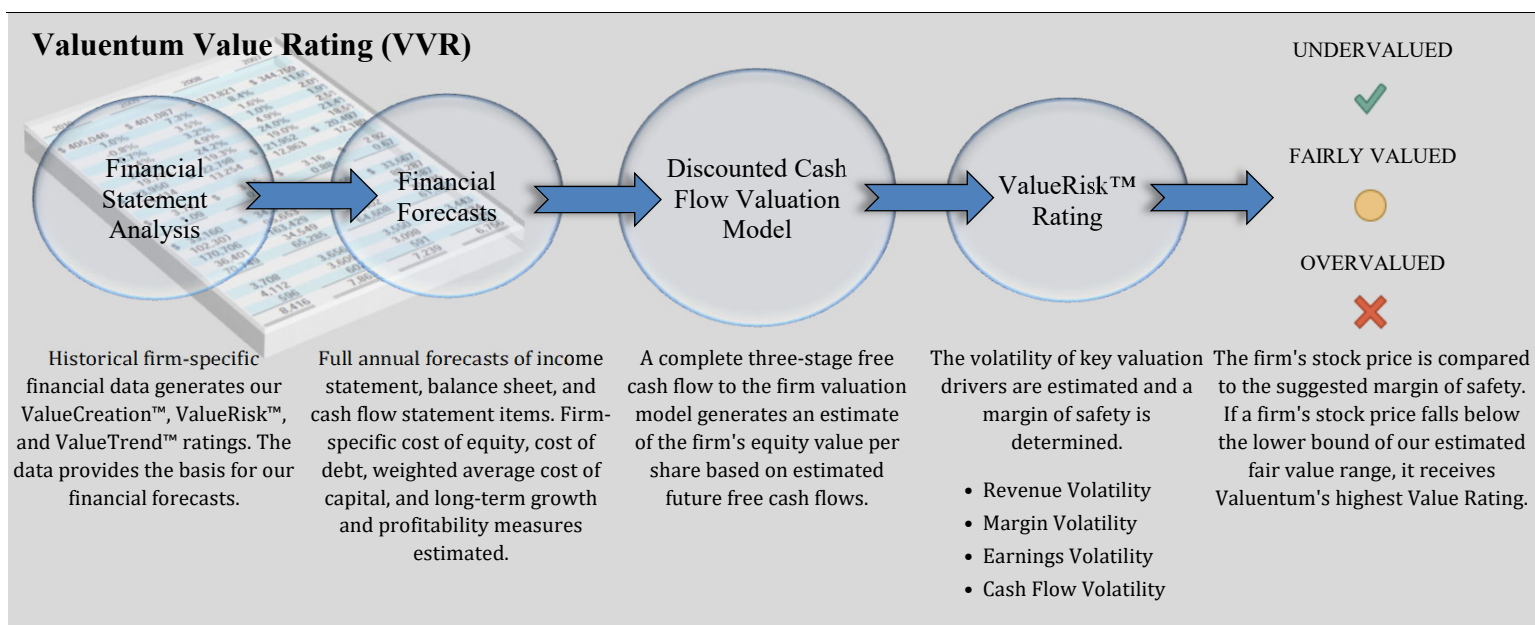 Valuentum Value Rating (VVR)
Financial
Statement
Analysis
Financial
Forecasts
Discounted Cash
Flow Valuation
Model
ValueRisk™
Rating
UNDERVALUED
FAIRLY VALUED
OVERVALUED
Historical firm-specific
financial data generates our
ValueCreation™, ValueRisk™,
and ValueTrend™ ratings. The
data provides the basis for our
financial forecasts.
Full annual forecasts of income
statement, balance sheet, and
cash flow statement items. Firm-
specific cost of equity, cost of
debt, weighted average cost of
capital, and long-term growth
and profitability measures
estimated.
A complete three-stage free
cash flow to the firm valuation
model generates an estimate
of the firm's equity value per
share based on estimated
future free cash flows.
The volatility of key valuation
drivers are estimated and a
margin of safety is
determined.
• Revenue Volatility
• Margin Volatility
• Earnings Volatility
• Cash Flow Volatility
The firm's stock price is compared
to the suggested margin of safety.
If a firm's stock price falls below
the lower bound of our estimated
fair value range, it receives
Valuentum's highest Value Rating.